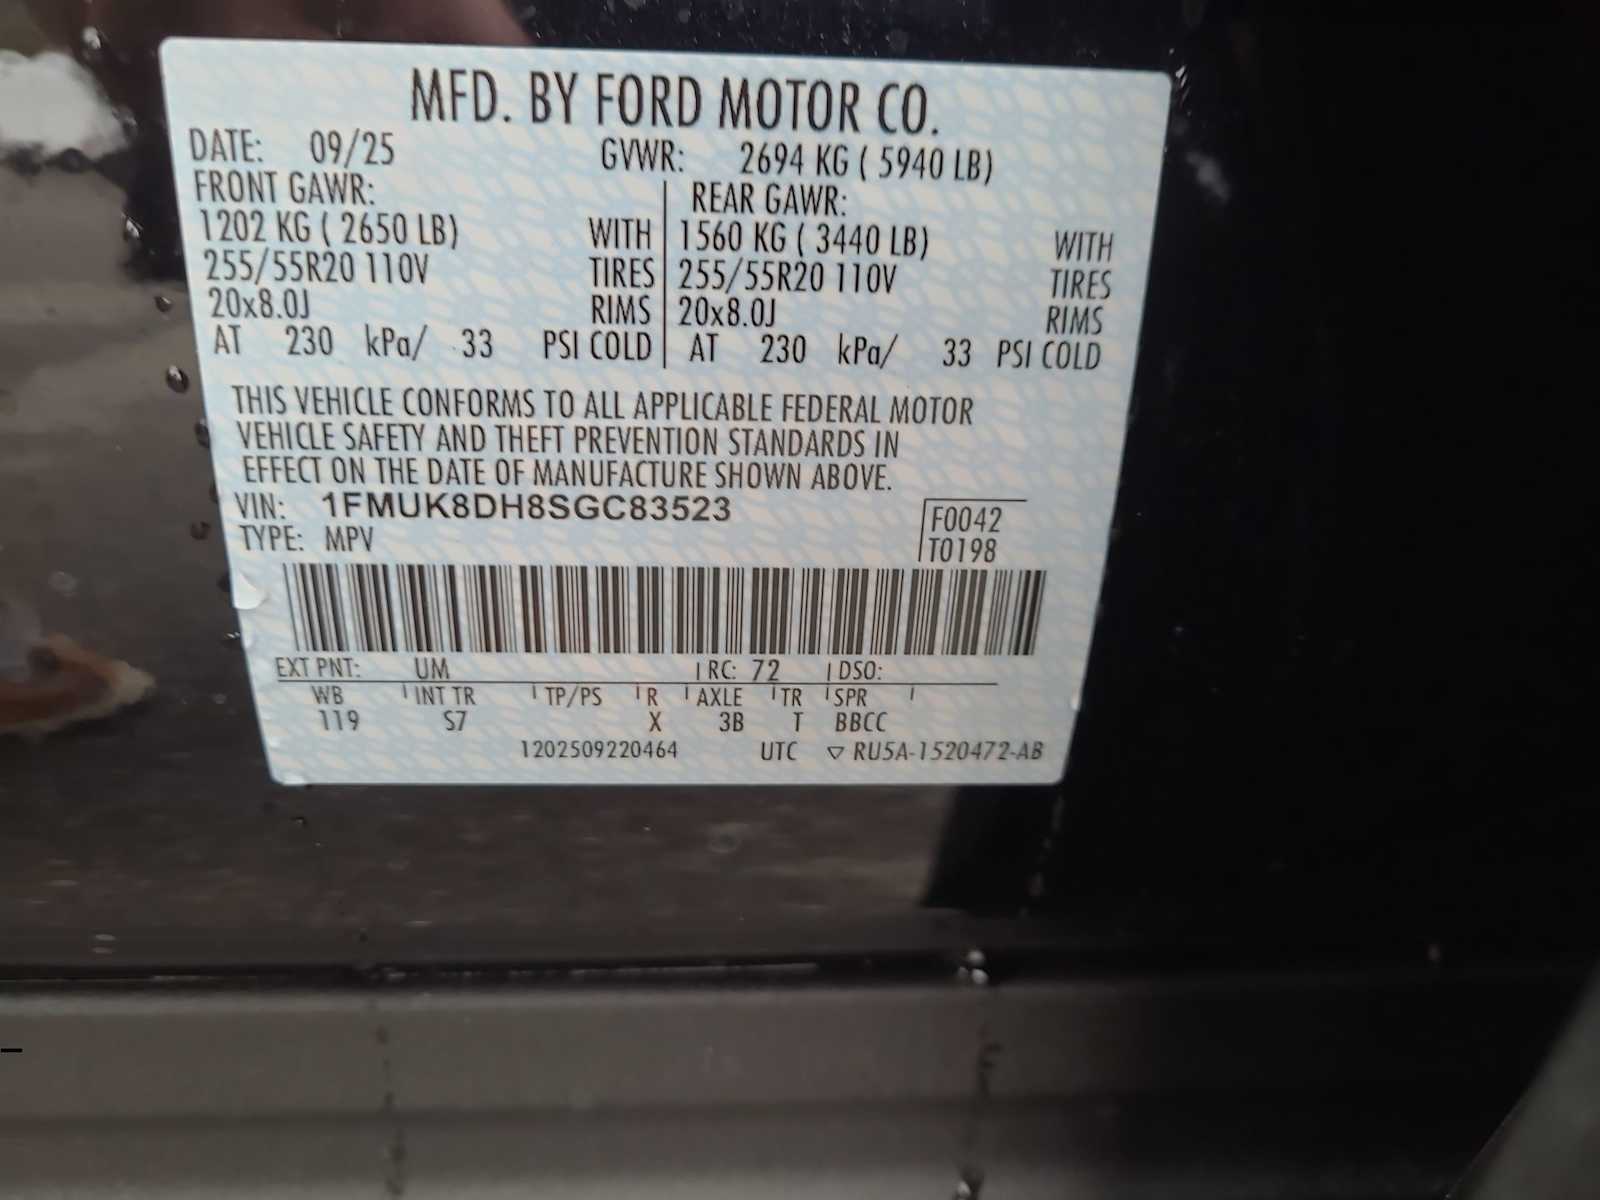 MFD. BY FORD MOTOR CO.
DATE: 09/25 GVWR: 2694 KG ( 5940 LB)
FRONT GAWR: REAR GAWR:
1202 KG ( 2650 LB) WITH 1560 KG ( 3440 LB) WITH
255/55R20 110V TIRES 255/55R20 110V TIRES
20x8.0J RIMS 20x8.0J RIMS
AT 230 kPa/ 33 PSI COLD AT 230 kPa/ 33 PSI COLD
THIS VEHICLE CONFORMS TO ALL APPLICABLE FEDERAL MOTOR
VEHICLE SAFETY AND THEFT PREVENTION STANDARDS IN
EFFECT ON THE DATE OF MANUFACTURE SHOWN ABOVE.
VIN: 1FMUK8DH8SGC83523
TYPE: MPV
F0042
T0198
EXT PNT: UM RC: 72 DSO:
WB INT TR TP/PS R AXLE TR SPR
119 S7 X 3B T BBCC
1202509220464 UTC ▽ RU5A-1520472-AB